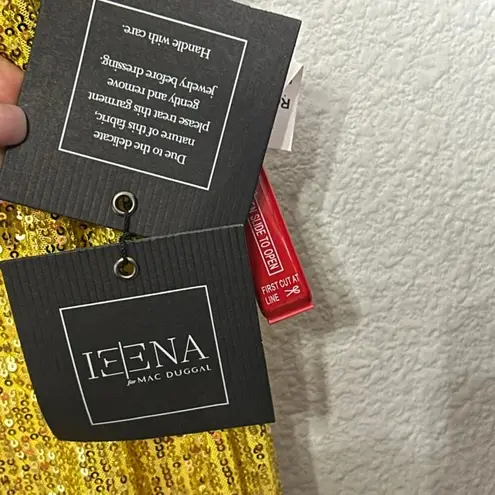 Due to the delicate
nature of this fabric,
please treat this garment
gently and remove
jewelry before dressing.
Handle with care.
R
SLIDE TO OPEN
FIRST CUT AT
LINE
IEENA
for MAC DUGGAL